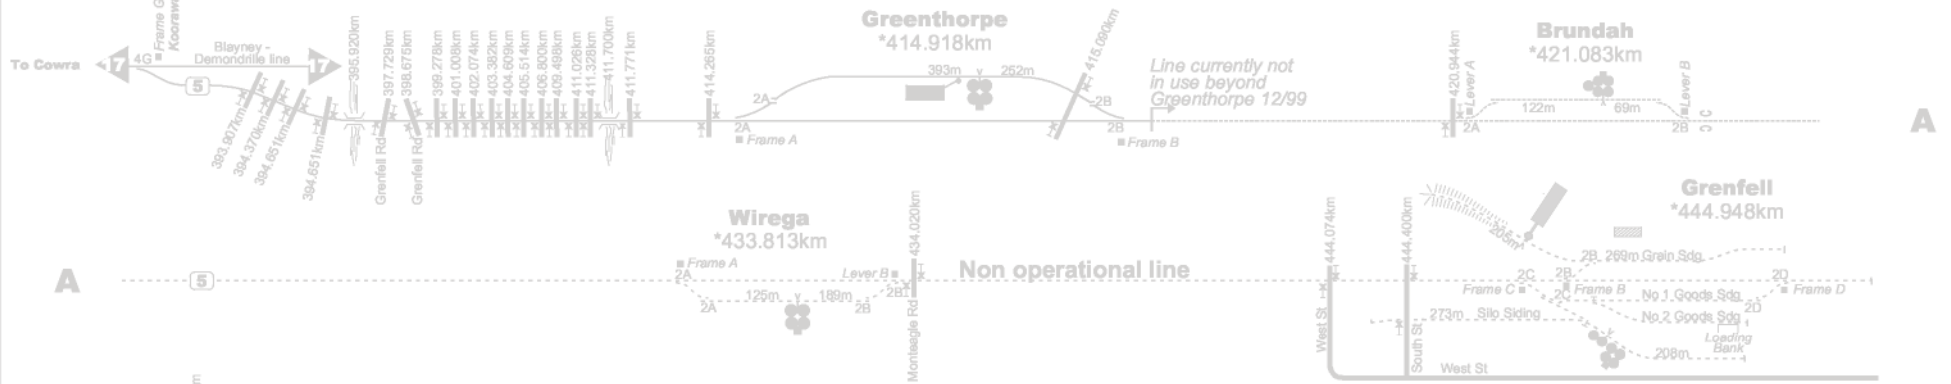 Frame G
To Cowra
17
4G
Blayney -
Demondrille line
17
5
393.907km
394.370km
394.651km
394.651km
395.920km
397.729km
Grenfell Rd
398.675km
Grenfell Rd
399.278km
401.008km
402.074km
403.382km
404.609km
405.514km
406.800km
409.498km
411.026km
411.328km
411.700km
411.771km
414.265km
Greenthorpe
*414.918km
2A
2A
Frame A
393m
252m
415.090km
2B
2B
Frame B
Line currently not
in use beyond
Greenthorpe 12/99
Brundah
*421.083km
420.944km
Lever A
2A
122m
69m
Lever B
2B
C
C
A
A
5
Wirega
*433.813km
Frame A
2A
2A
125m
189m
Lever B
2B
2B
434.020km
Monteagle Rd
Non operational line
444.074km
West St
444.400km
South St
West St
Grenfell
*444.948km
205m
2B
269m Grain Sdg
2C
2B
2D
Frame C
2C
Frame B
Frame D
No 1 Goods Sdg
2D
No 2 Goods Sdg
273m
Silo Siding
Loading
Bank
208m
m